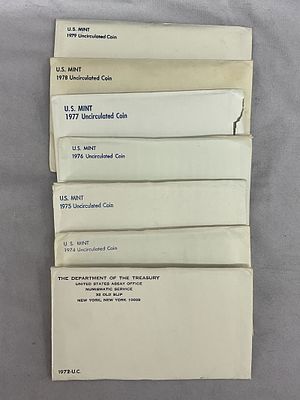 U.S. MINT
1979 Uncirculated Coin
U.S. MINT
1978 Uncirculated Coin
U.S. MINT
1977 Uncirculated Coin
U.S. MINT
1976 Uncirculated Coin
U.S. MINT
1975 Uncirculated Coin
U.S. MINT
1974 Uncirculated Coin
THE DEPARTMENT OF THE TREASURY
UNITED STATES ASSAY OFFICE
NUMISMATIC SERVICE
32 OLD SLIP
NEW YORK, NEW YORK 10005
1972-U.C.